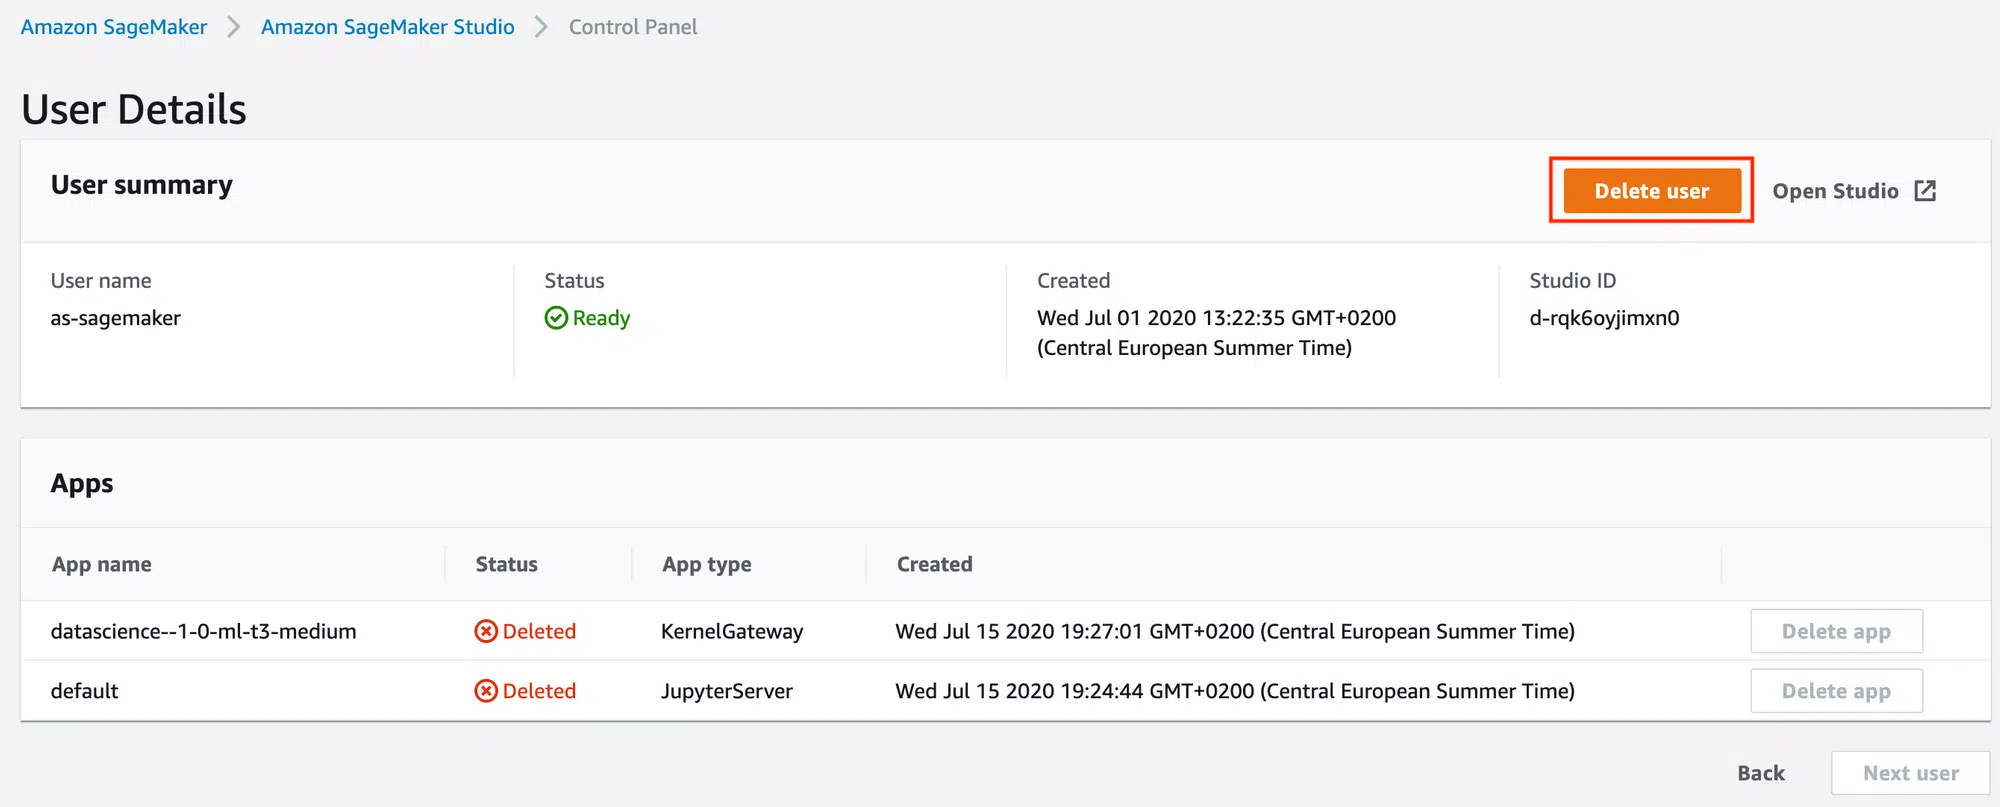 Amazon SageMaker > Amazon SageMaker Studio > Control Panel
User Details
User summary
Delete user
Open Studio
User name
as-sagemaker
Status
Ready
Created
Wed Jul 01 2020 13:22:35 GMT+0200
(Central European Summer Time)
Studio ID
d-rqk6oyjimxn0
Apps
App name Status App type Created
datascience--1-0-ml-t3-medium Deleted KernelGateway Wed Jul 15 2020 19:27:01 GMT+0200 (Central European Summer Time) Delete app
default Deleted JupyterServer Wed Jul 15 2020 19:24:44 GMT+0200 (Central European Summer Time) Delete app
Back Next user